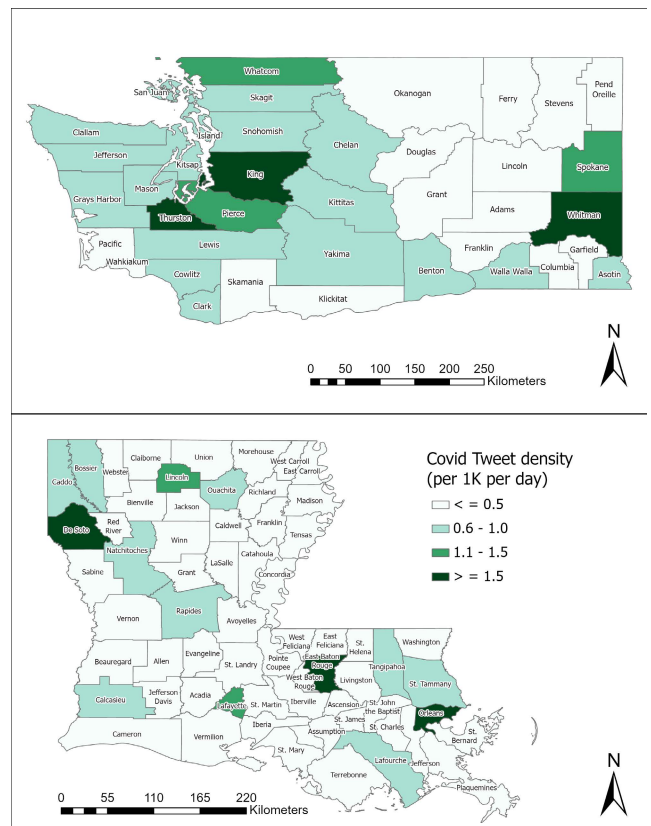 Whatcom
San Juan
Skagit
Okanogan
Ferry
Stevens
Pend
Oreille
Clallam
Island
Snohomish
Chelan
Jefferson
Kitsap
Douglas
Lincoln
Spokane
Mason
King
Grays Harbor
Kittitas
Grant
Adams
Whitman
Thurston
Pierce
Pacific
Lewis
Yakima
Franklin
Garfield
Wahkiakum
Cowlitz
Skamania
Benton
Walla Walla
Columbia
Asotin
Clark
Klickitat
N
0 50 100 150 200 250
Kilometers
Claiborne
Union
Morehouse
West Carroll
East Carroll
Bossier
Webster
Caddo
Lincoln
Ouachita
Richland
Madison
Bienville
Jackson
De Soto
Red
River
Caldwell
Franklin
Tensas
Winn
Natchitoches
Catahoula
Sabine
Grant
LaSalle
Concordia
Rapides
Vernon
Avoyelles
Beauregard
Allen
Evangeline
St. Landry
Pointe
Coupee
West
Feliciana
East
Feliciana
St.
Helena
Washington
East Baton
Rouge
Tangipahoa
West Baton
Rouge
Livingston
St. Tammany
Calcasieu
Jefferson
Davis
Acadia
Lafayette
St. Martin
Iberville
Ascension
St. John
the Baptist
Orleans
Cameron
Vermilion
Iberia
St. James
Assumption
St. Charles
St.
Bernard
St. Mary
Lafourche
Jefferson
Terrebonne
Plaquemines
Covid Tweet density
(per 1K per day)
< = 0.5
0.6 - 1.0
1.1 - 1.5
> = 1.5
N
0 55 110 165 220
Kilometers